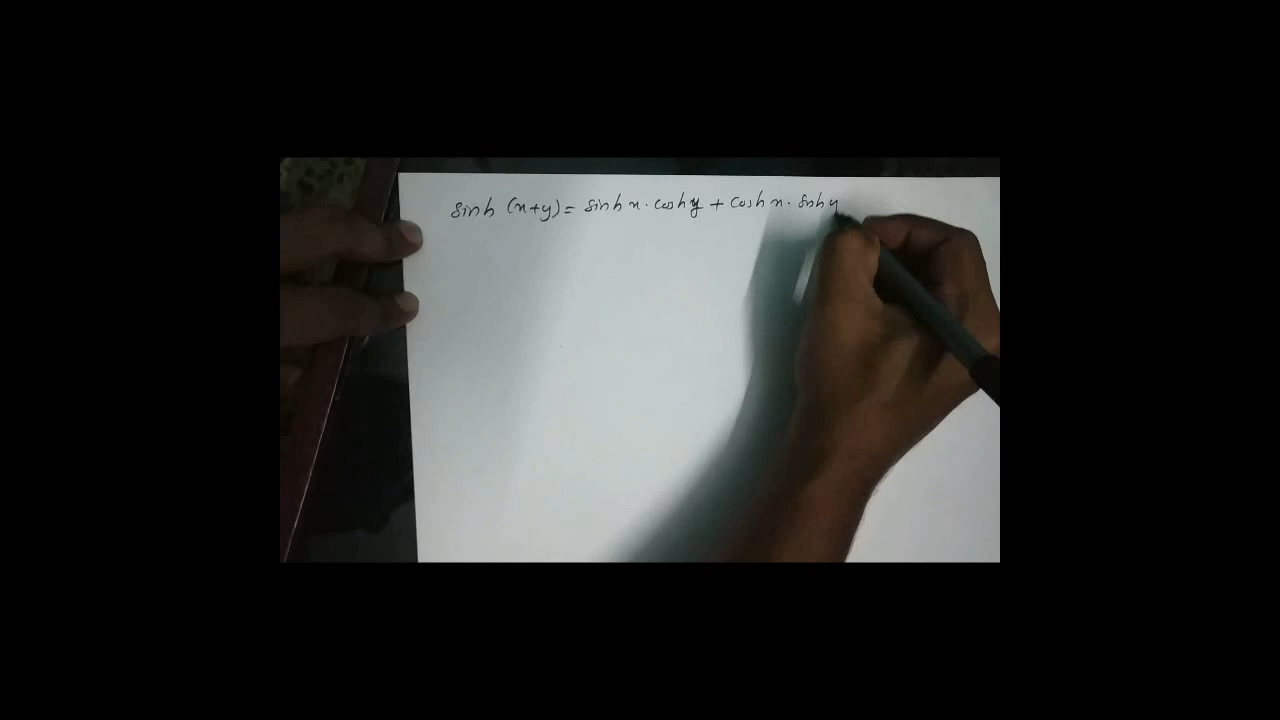 sinh (x+y) = sinh x . cosh y + cosh x . sinh y